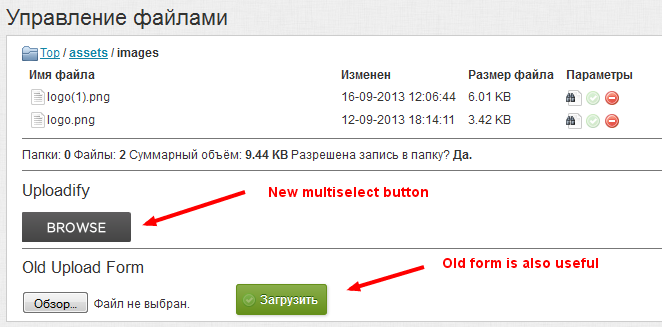 Управление файлами
Top / assets / images
Имя файла Изменен Размер файла Параметры
logo(1).png 16-09-2013 12:06:44 6.01 KB
logo.png 12-09-2013 18:14:11 3.42 KB
Папки: 0 Файлы: 2 Суммарный объём: 9.44 KB Разрешена запись в папку? Да.
Uploadify
New multiselect button
BROWSE
Old Upload Form
Old form is also useful
Обзор... Файл не выбран. Загрузить